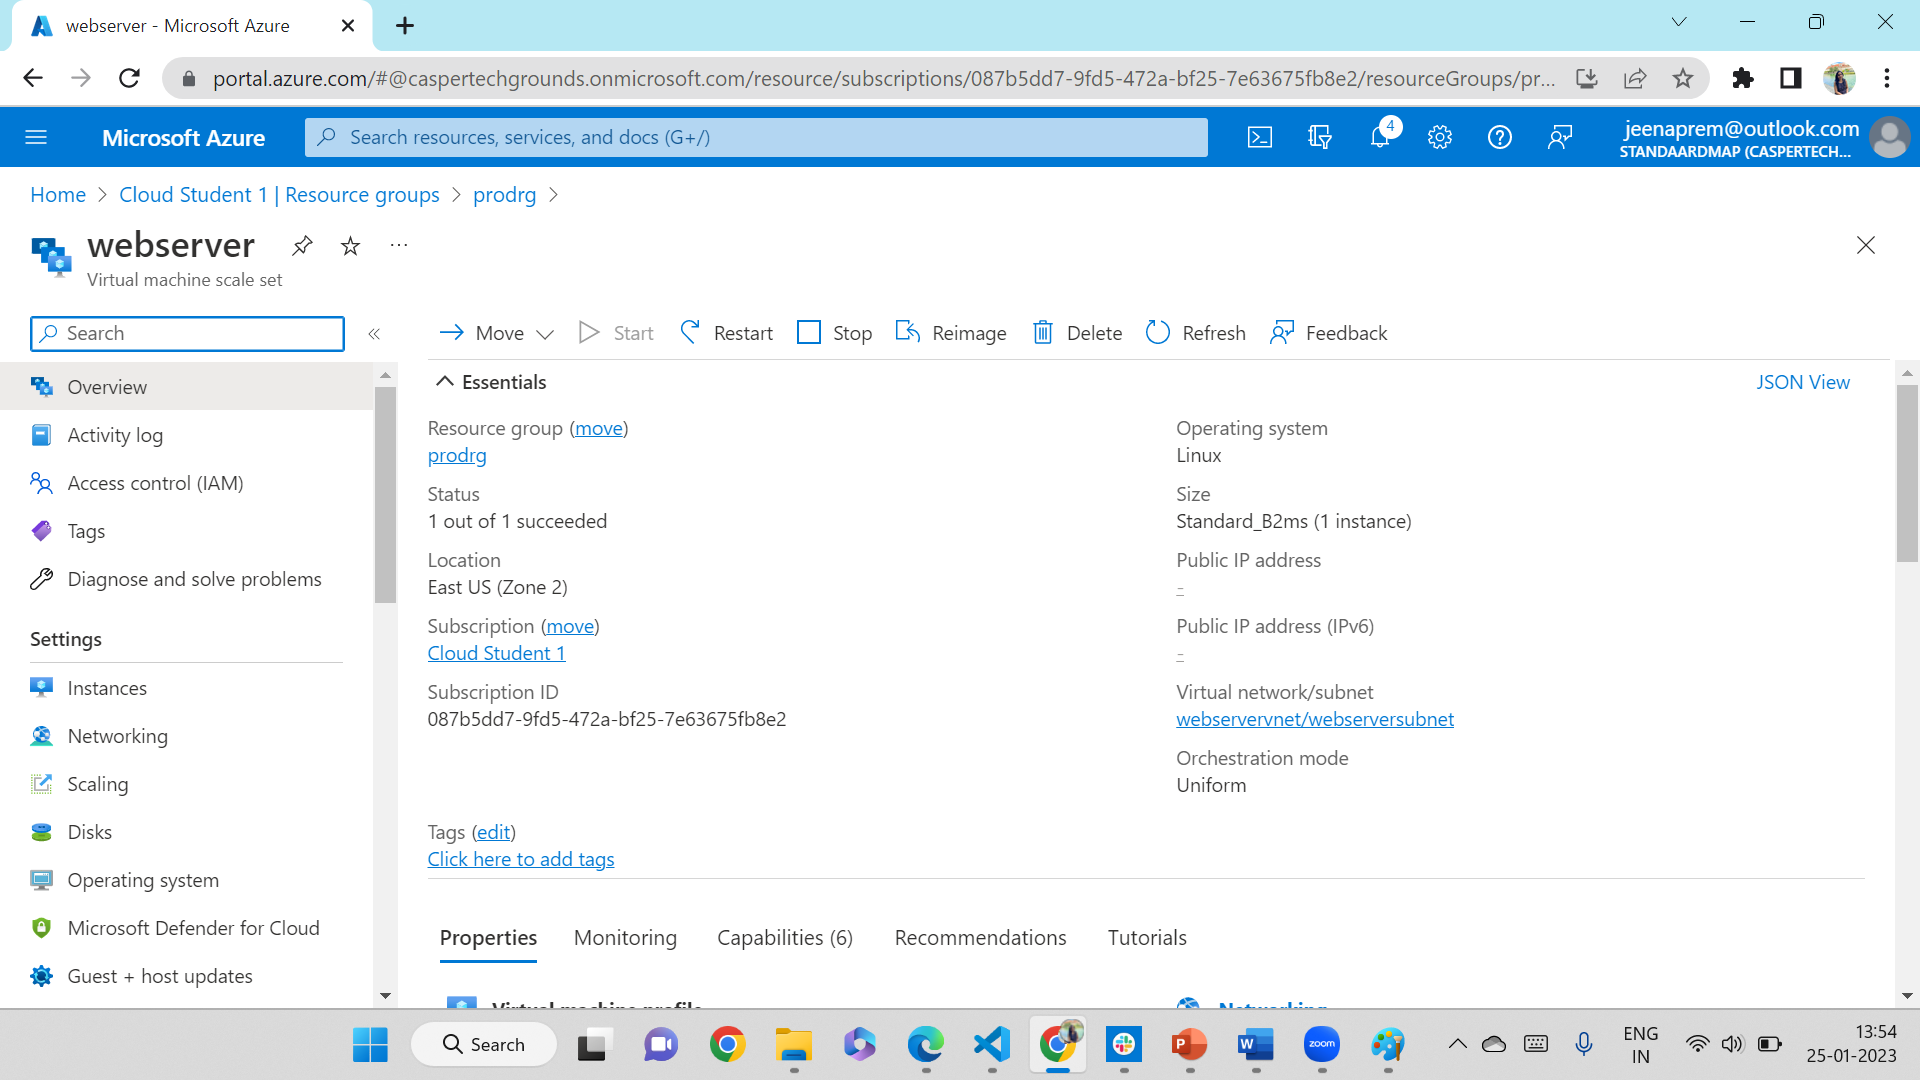 webserver - Microsoft Azure
portal.azure.com/#@caspertechgrounds.onmicrosoft.com/resource/subscriptions/087b5dd7-9fd5-472a-bf25-7e63675fb8e2/resourceGroups/pr...
Microsoft Azure
Search resources, services, and docs (G+/)
4
jeenaprem@outlook.com
STANDAARDMAP (CASPERTECH...
Home > Cloud Student 1 | Resource groups > prodrg >
webserver
...
Virtual machine scale set
Search
«
Move
Start
Restart
Stop
Reimage
Delete
Refresh
Feedback
Overview
Activity log
Access control (IAM)
Tags
Diagnose and solve problems
Settings
Instances
Networking
Scaling
Disks
Operating system
Microsoft Defender for Cloud
Guest + host updates
Essentials
JSON View
Resource group (move)
prodrg
Status
1 out of 1 succeeded
Location
East US (Zone 2)
Subscription (move)
Cloud Student 1
Subscription ID
087b5dd7-9fd5-472a-bf25-7e63675fb8e2
Operating system
Linux
Size
Standard_B2ms (1 instance)
Public IP address
-
Public IP address (IPv6)
-
Virtual network/subnet
webservervnet/webserversubnet
Orchestration mode
Uniform
Tags (edit)
Click here to add tags
Properties
Monitoring
Capabilities (6)
Recommendations
Tutorials
Virtual machine profile
Networking
Search
zoom
ENG
IN
13:54
25-01-2023